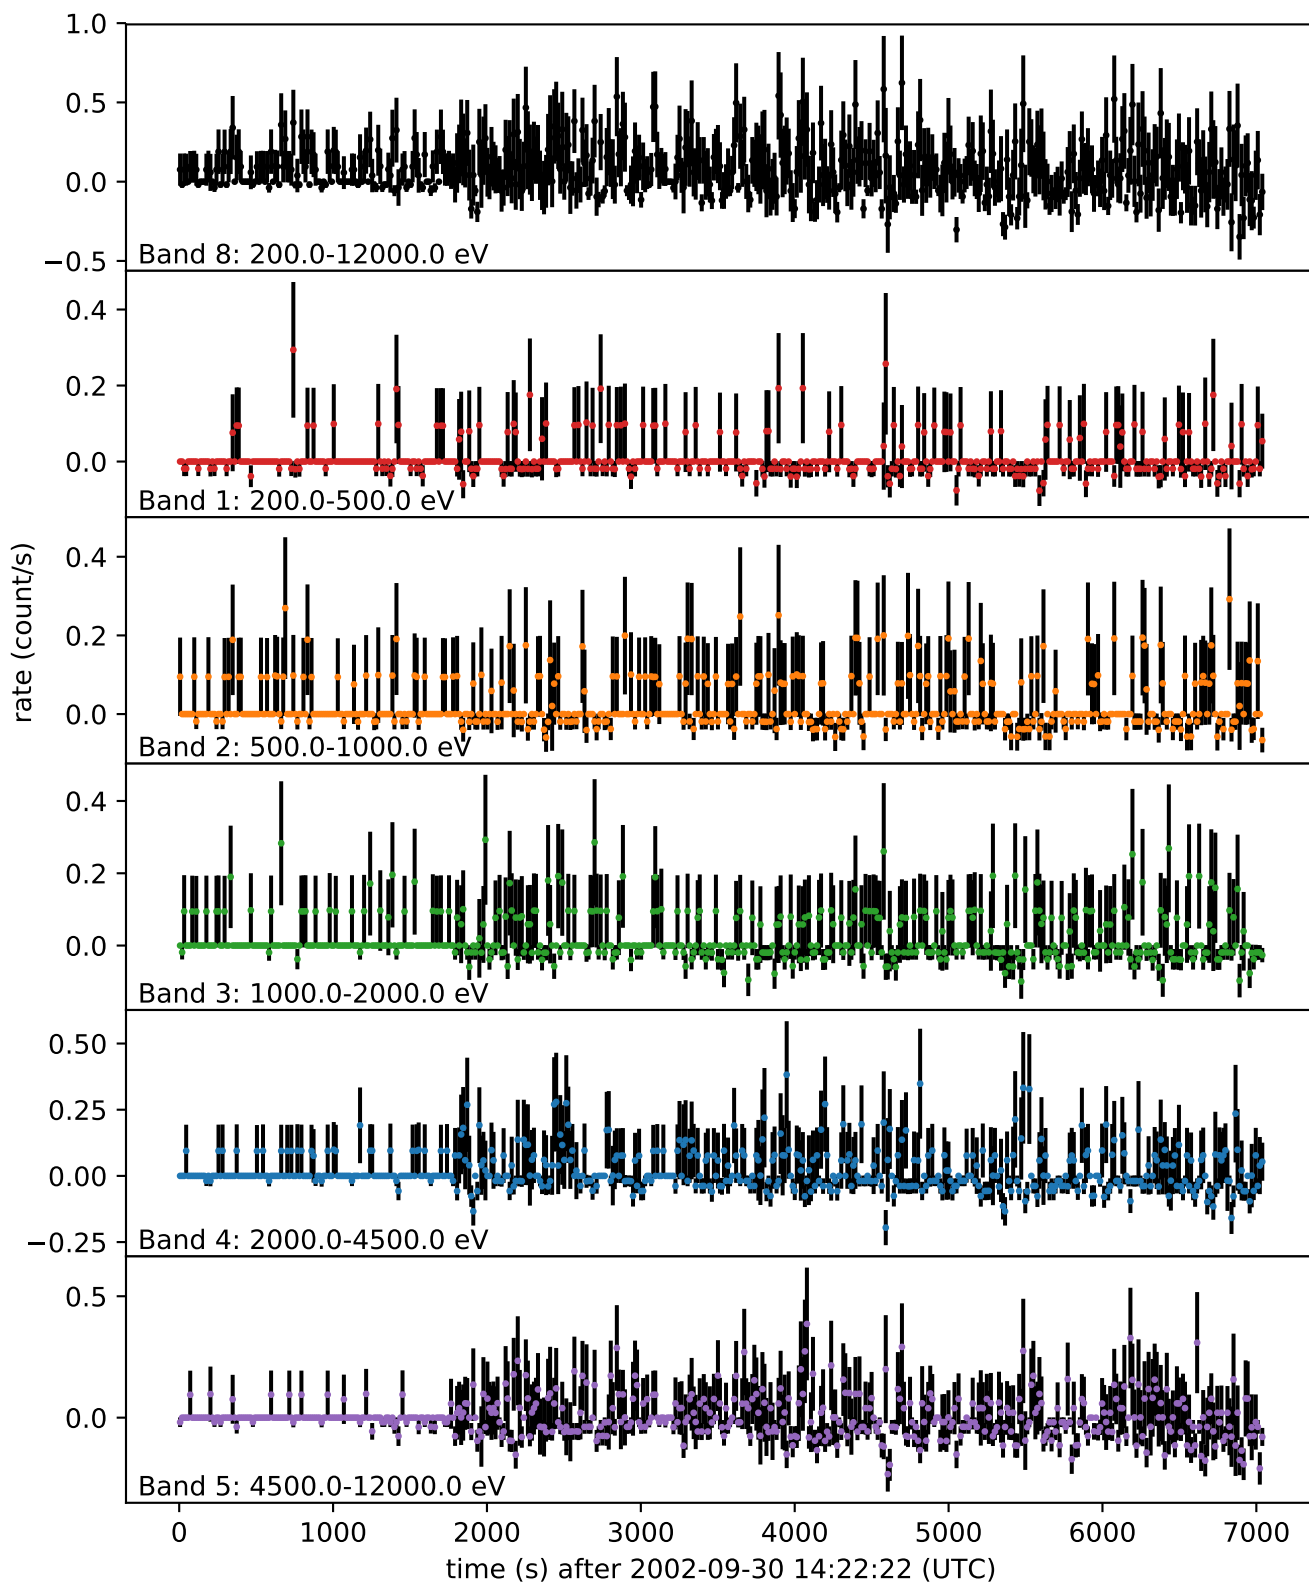 1.0
0.5
0.0
−0.5
Band 8: 200.0-12000.0 eV
0.4
0.2
0.0
Band 1: 200.0-500.0 eV
rate (count/s)
0.4
0.2
0.0
Band 2: 500.0-1000.0 eV
0.4
0.2
0.0
Band 3: 1000.0-2000.0 eV
0.50
0.25
0.00
−0.25
Band 4: 2000.0-4500.0 eV
0.5
0.0
Band 5: 4500.0-12000.0 eV
0 1000 2000 3000 4000 5000 6000 7000
time (s) after 2002-09-30 14:22:22 (UTC)